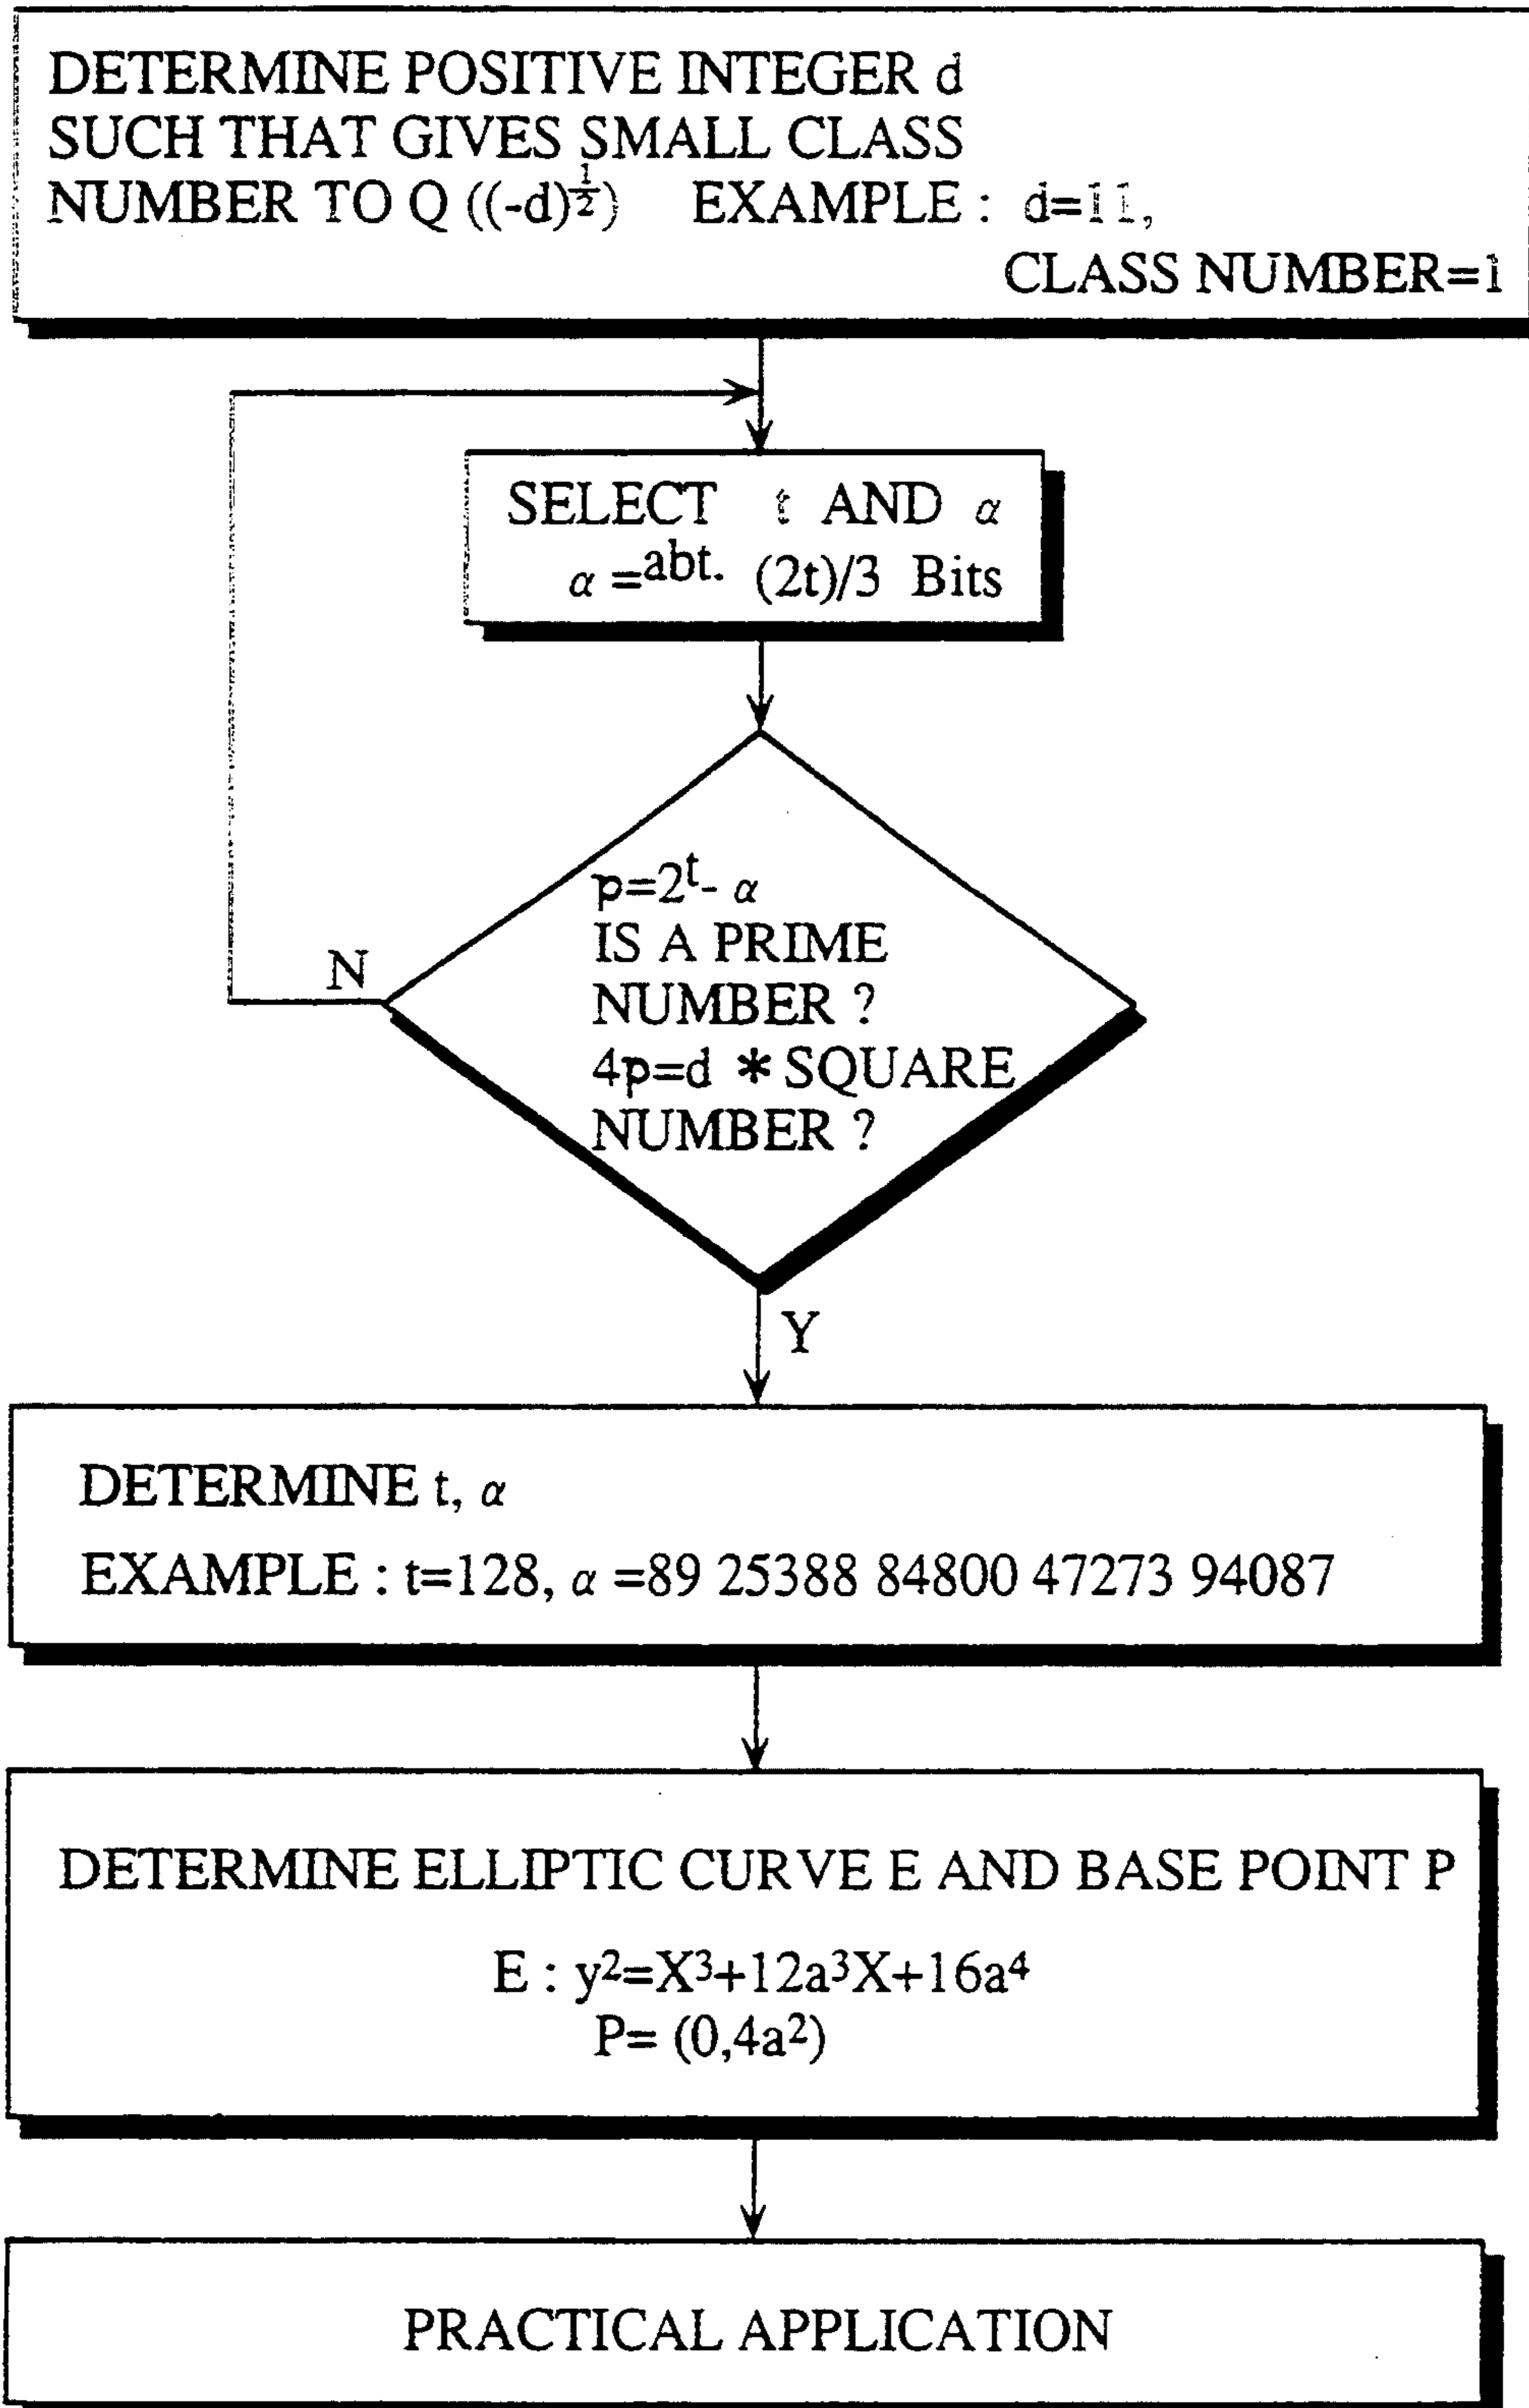 DETERMINE POSITIVE INTEGER d
SUCH THAT GIVES SMALL CLASS
NUMBER TO Q ((-d)^{1/2}) EXAMPLE : d=11,
CLASS NUMBER=1
SELECT t AND α
α =abt. (2t)/3 Bits
p=2^t- α
IS A PRIME
NUMBER ?
4p=d * SQUARE
NUMBER ?
N
Y
DETERMINE t, α
EXAMPLE : t=128, α =89 25388 84800 47273 94087
DETERMINE ELLIPTIC CURVE E AND BASE POINT P
E : y²=X³+12a³X+16a⁴
P= (0,4a²)
PRACTICAL APPLICATION